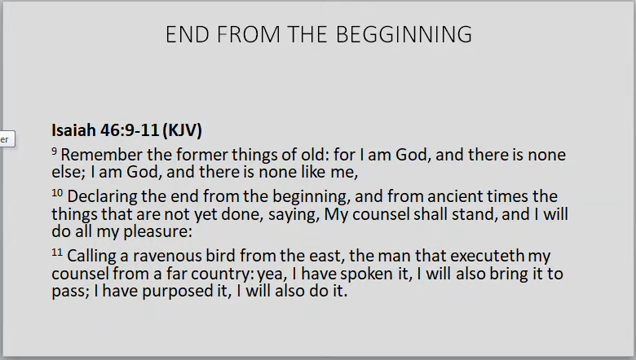 END FROM THE BEGGINNING
Isaiah 46:9-11 (KJV)
er
9 Remember the former things of old: for I am God, and there is none
else; I am God, and there is none like me,
10 Declaring the end from the beginning, and from ancient times the
things that are not yet done, saying, My counsel shall stand, and I will
do all my pleasure:
11 Calling a ravenous bird from the east, the man that executeth my
counsel from a far country: yea, I have spoken it, I will also bring it to
pass; I have purposed it, I will also do it.